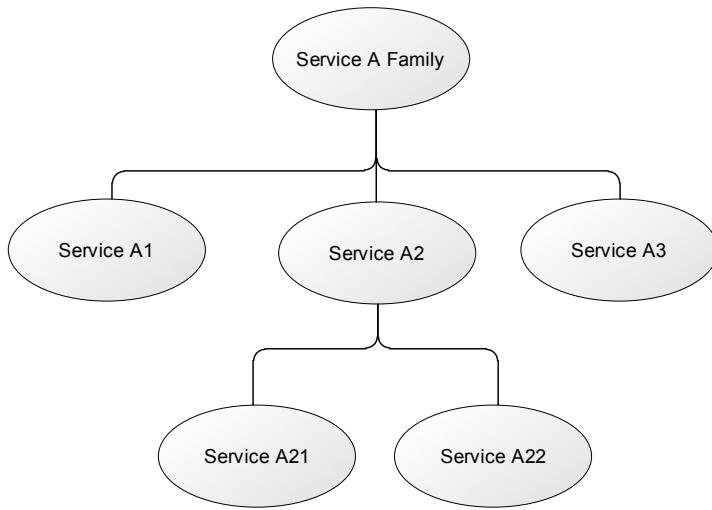 Service A Family
Service A1
Service A2
Service A3
Service A21
Service A22